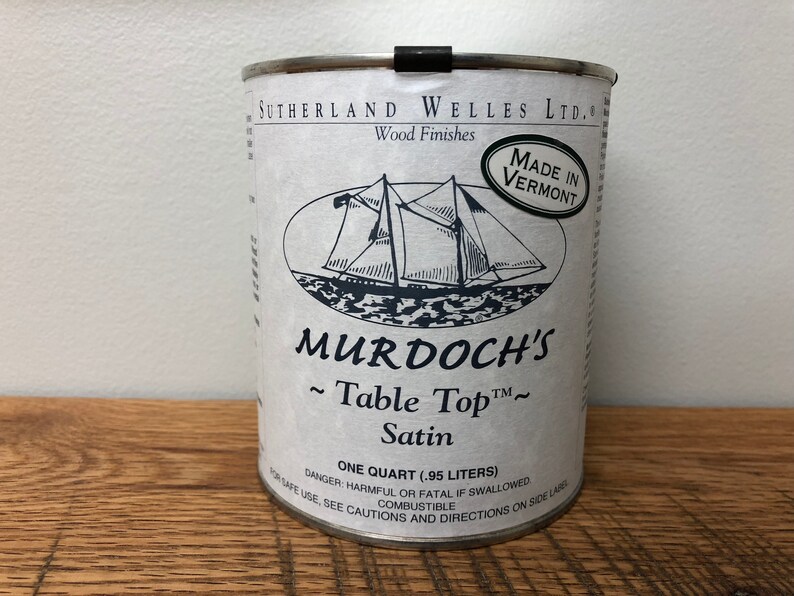 SUTHERLAND WELLES LTD.®
Wood Finishes
MADE IN
VERMONT
®
MURDOCH'S
~ Table Top™ ~
Satin
ONE QUART (.95 LITERS)
DANGER: HARMFUL OR FATAL IF SWALLOWED.
COMBUSTIBLE
FOR SAFE USE, SEE CAUTIONS AND DIRECTIONS ON SIDE LABEL